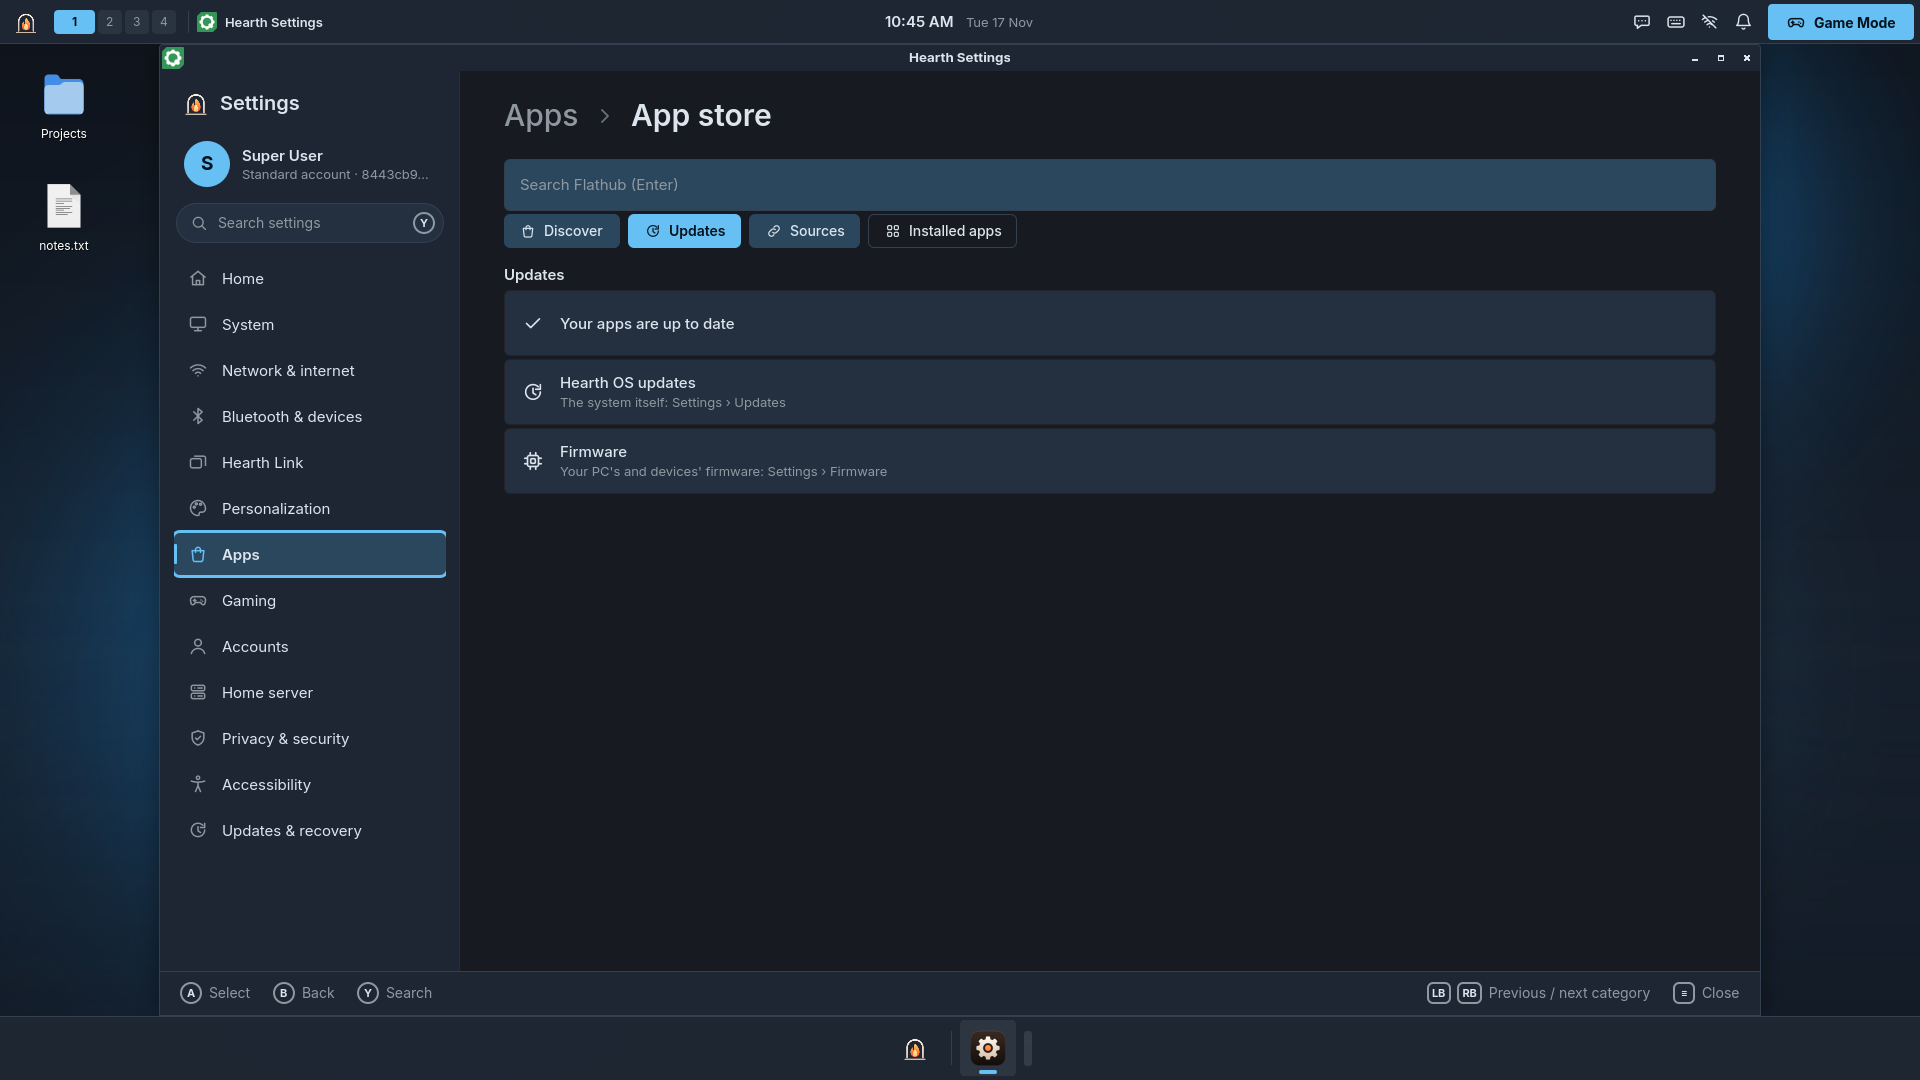 1 2 3 4 Hearth Settings 10:45 AM Tue 17 Nov Game Mode
Hearth Settings
Projects
notes.txt
Settings
S
Super User
Standard account · 8443cb9...
Search settings Y
Home
System
Network & internet
Bluetooth & devices
Hearth Link
Personalization
Apps
Gaming
Accounts
Home server
Privacy & security
Accessibility
Updates & recovery
Apps › App store
Search Flathub (Enter)
Discover Updates Sources Installed apps
Updates
Your apps are up to date
Hearth OS updates
The system itself: Settings › Updates
Firmware
Your PC's and devices' firmware: Settings › Firmware
A Select B Back Y Search LB RB Previous / next category ≡ Close